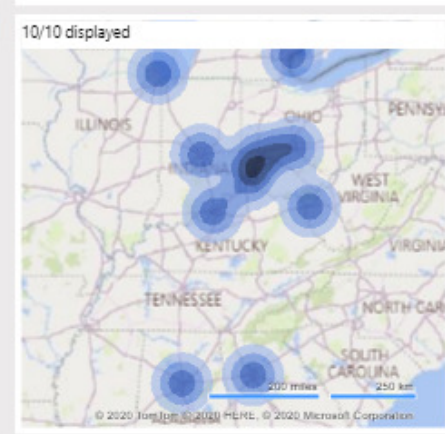 10/10 displayed
ILLINOIS
OHIO
PENNSY
WEST
VIRGINIA
KENTUCKY
VIRGINIA
TENNESSEE
NORTH CAR
SOUTH
CAROLINA
200 miles 250 km
© 2020 TomTom © 2020 HERE, © 2020 Microsoft Corporation